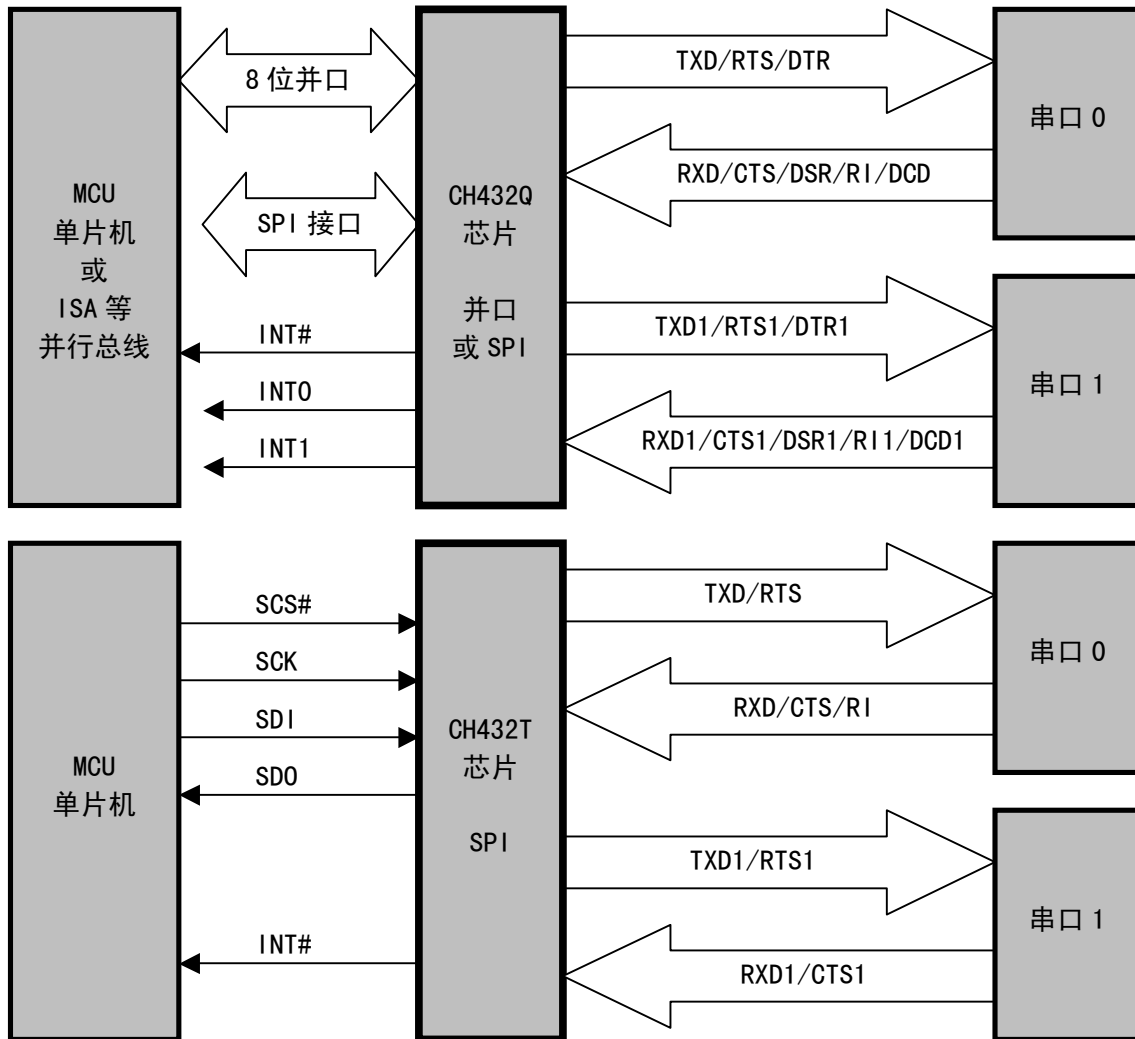 MCU
单片机
或
ISA 等
并行总线
8 位并口
SPI 接口
INT#
INT0
INT1
CH432Q
芯片
并口
或 SPI
TXD/RTS/DTR
RXD/CTS/DSR/RI/DCD
串口 0
TXD1/RTS1/DTR1
RXD1/CTS1/DSR1/RI1/DCD1
串口 1
MCU
单片机
SCS#
SCK
SDI
SDO
INT#
CH432T
芯片
SPI
TXD/RTS
RXD/CTS/RI
串口 0
TXD1/RTS1
RXD1/CTS1
串口 1